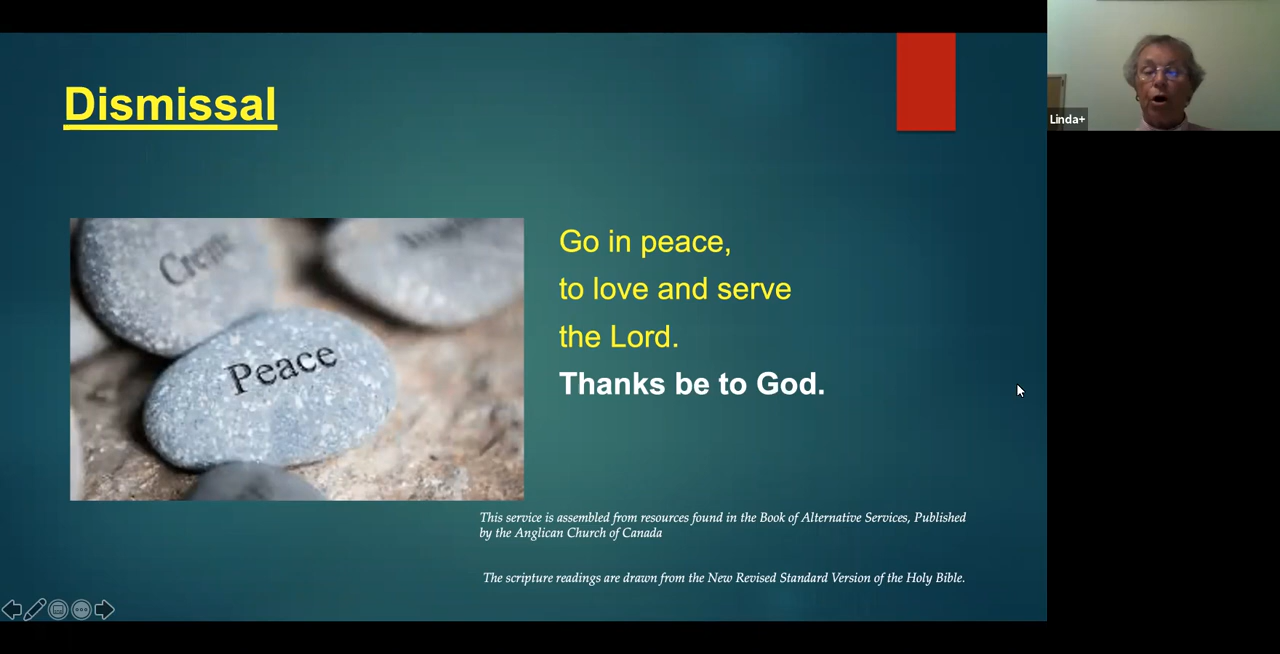 Dismissal
Linda+
Peace
Go in peace,
to love and serve
the Lord.
Thanks be to God.
This service is assembled from resources found in the Book of Alternative Services, Published
by the Anglican Church of Canada
The scripture readings are drawn from the New Revised Standard Version of the Holy Bible.